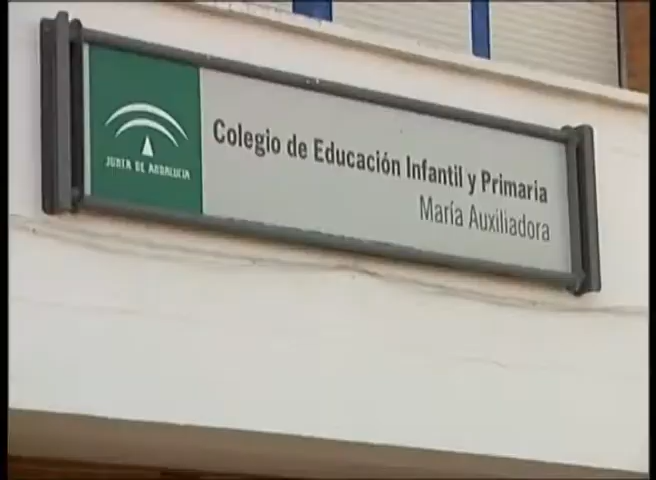 JUNTA DE ANDALUCIA
Colegio de Educación Infantil y Primaria
María Auxiliadora